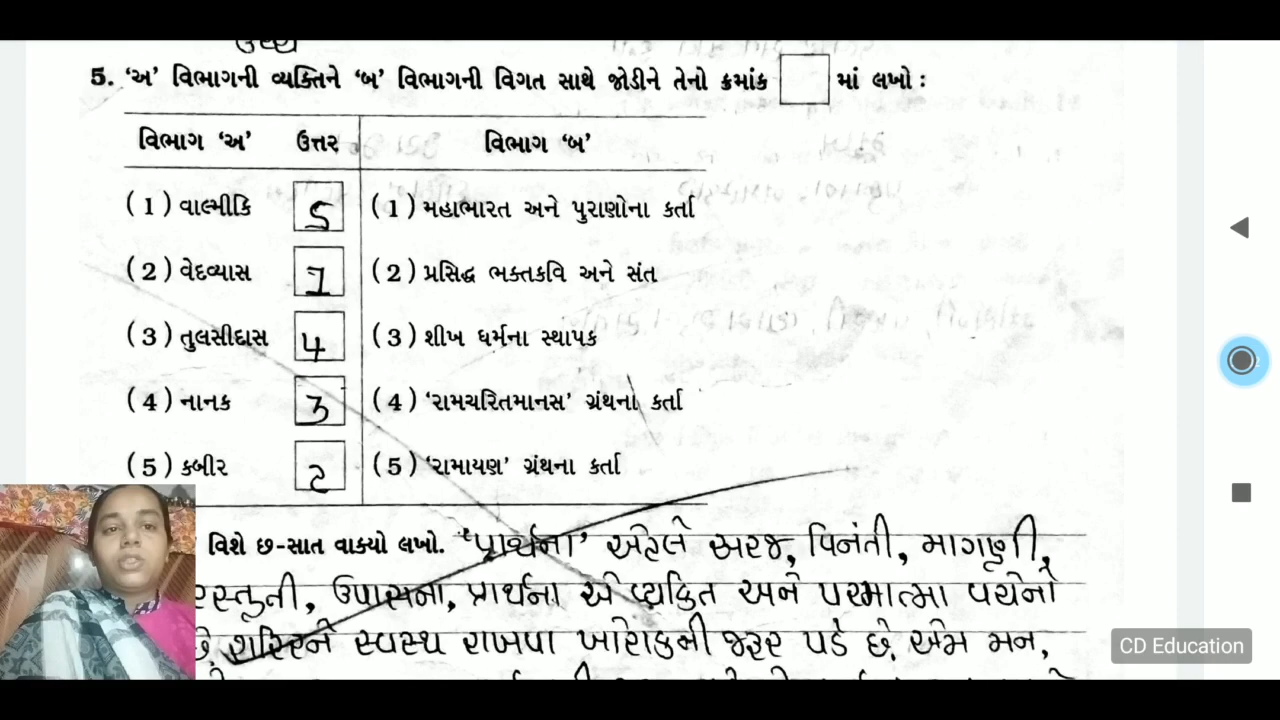 5. ‘અ’ વિભાગની વ્યક્તિને ‘બ’ વિભાગની વિગત સાથે જોડીને તેનો ક્રમાંક માં લખો :
વિભાગ ‘અ’ ઉત્તર વિભાગ ‘બ’
(1) વાલ્મીકિ 5 (1) મહાભારત અને પુરાણોના કર્તા
(2) વેદવ્યાસ 1 (2) પ્રસિદ્ધ ભક્તકવિ અને સંત
(3) તુલસીદાસ 4 (3) શીખ ધર્મના સ્થાપક
(4) નાનક 3 (4) ‘રામચરિતમાનસ’ ગ્રંથના કર્તા
(5) કબીર 2 (5) ‘રામાયણ’ ગ્રંથના કર્તા
વિશે છ-સાત વાક્યો લખો. ‘પ્રાર્થના’ એટલે અરજ, વિનંતી, માગણી,
સ્તુતી, ઉપાસના, પ્રાર્થના એ વ્યકિત અને પરમાત્મા વચ્ચેનો
છે. શરિરને સ્વસ્થ રાખવા ખોરાકની જરૂર પડે છે. એમ મન,
CD Education